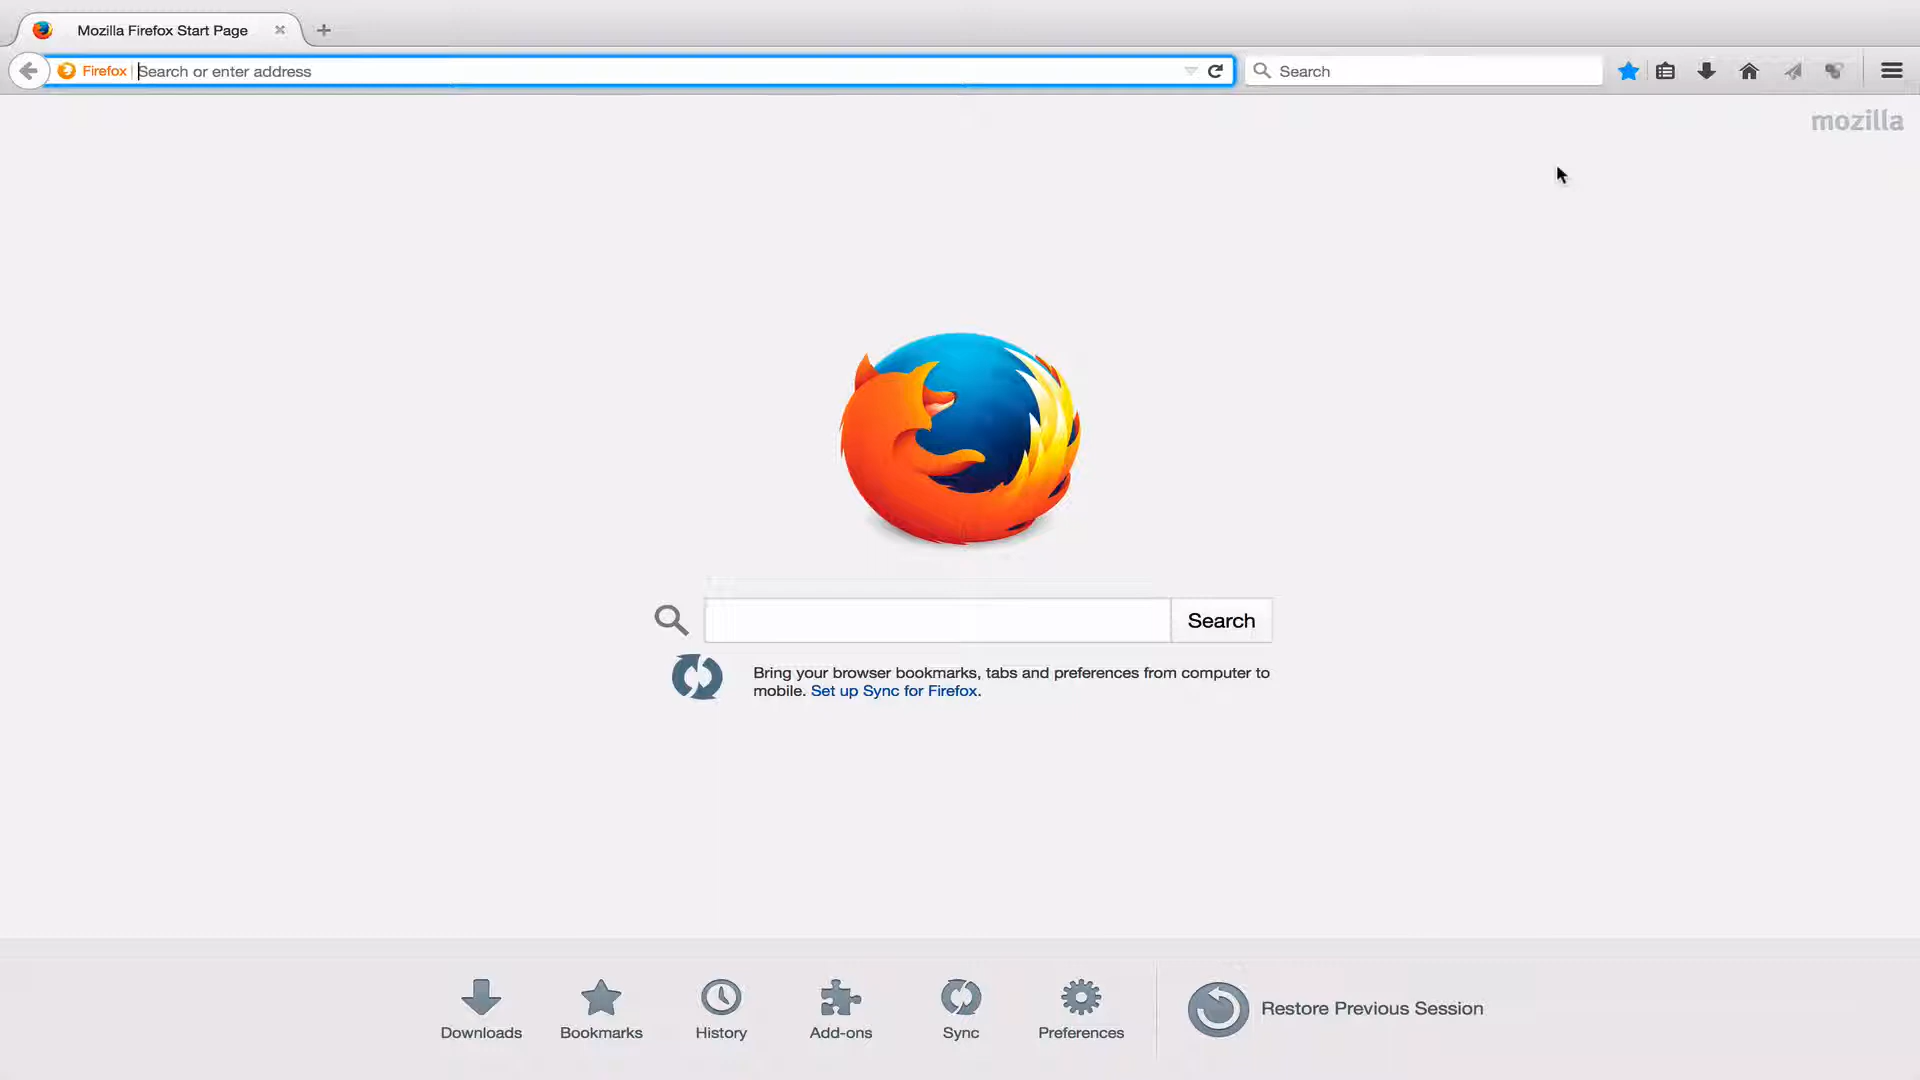 Mozilla Firefox Start Page
Firefox Search or enter address
Search
mozilla
Search
Bring your browser bookmarks, tabs and preferences from computer to
mobile. Set up Sync for Firefox.
Downloads Bookmarks History Add-ons Sync Preferences Restore Previous Session